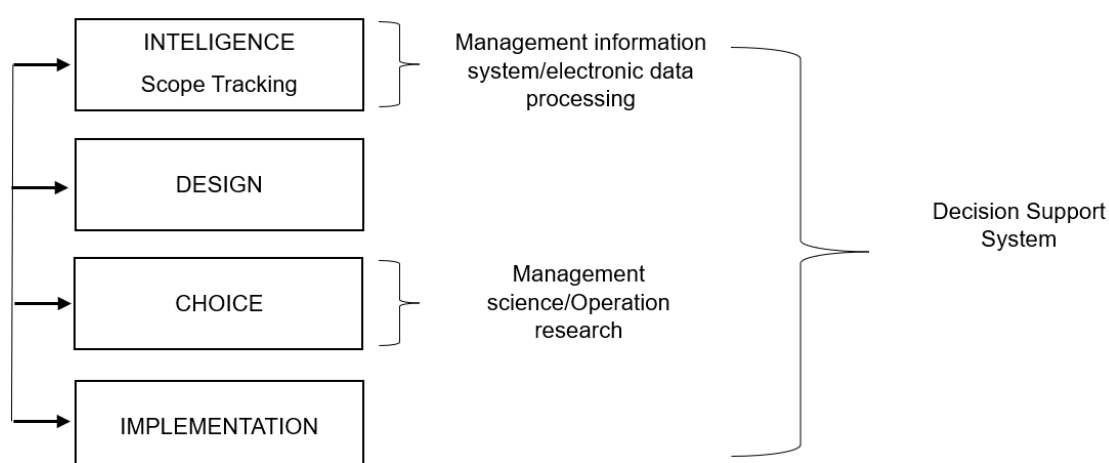 INTELIGENCE
Scope Tracking
Management information
system/electronic data
processing
DESIGN
Decision Support
System
CHOICE
Management
science/Operation
research
IMPLEMENTATION